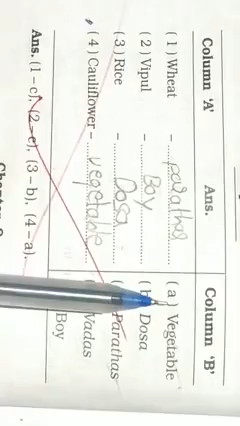 Column 'A' Ans. Column 'B'
(1) Wheat – parathas (a) Vegetable
(2) Vipul – Boy (b) Dosa
(3) Rice – Dosa Parathas
(4) Cauliflower – vegetable Vadas
Boy
Ans. (1 – c), (2 – e), (3 – b), (4 – a).